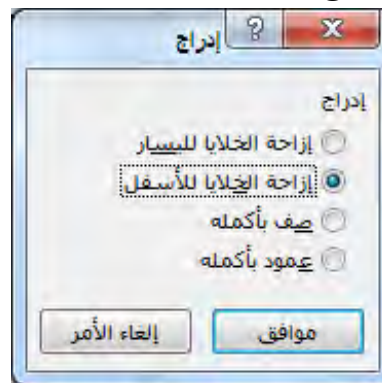 إدراج
إدراج
إزاحة الخلايا لليسار
إزاحة الخلايا للأسفل
صف بأكمله
عمود بأكمله
موافق
إلغاء الأمر